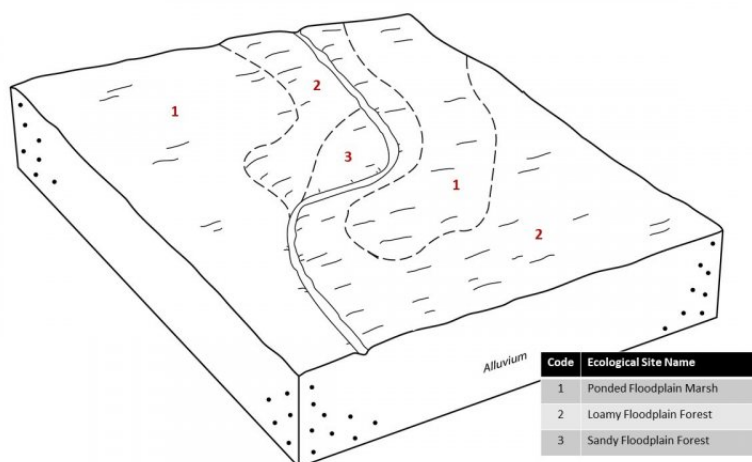 2
1
3
1
2
Alluvium
Code Ecological Site Name
1 Ponded Floodplain Marsh
2 Loamy Floodplain Forest
3 Sandy Floodplain Forest